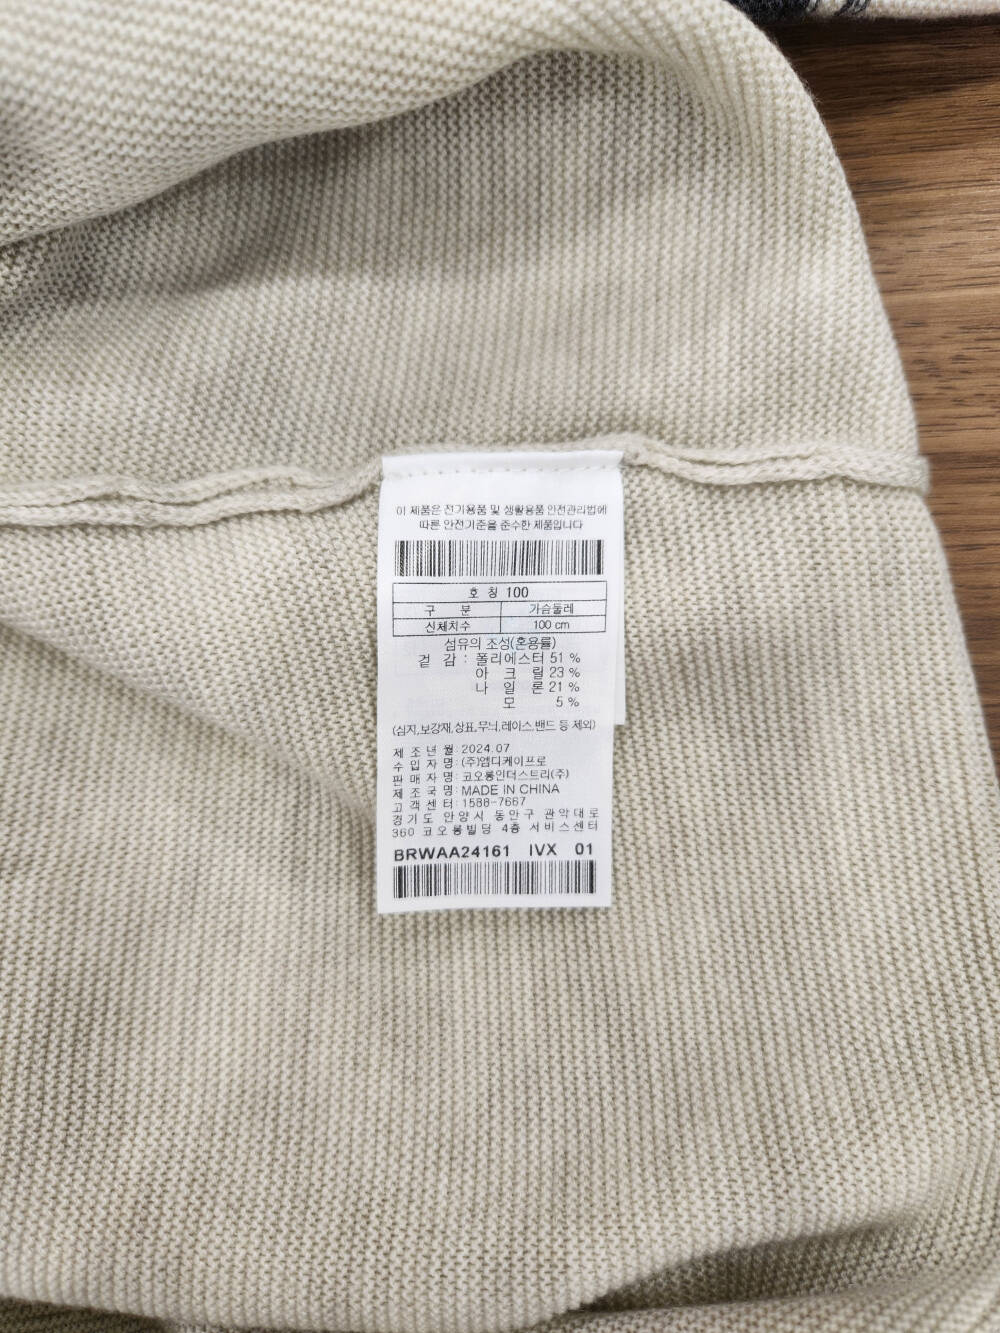 이 제품은 전기용품 및 생활용품 안전관리법에
따른 안전기준을 준수한 제품입니다
호 칭 100
구 분 가슴둘레
신체치수 100 cm
섬유의 조성(혼용률)
겉 감 : 폴리에스터 51 %
아 크 릴 23 %
나 일 론 21 %
모 5 %
(심지,보강재,상표,무늬,레이스,밴드 등 제외)
제 조 년 월 : 2024.07
수 입 자 명 : (주)엠디케이프로
판 매 자 명 : 코오롱인더스트리(주)
제 조 국 명 : MADE IN CHINA
고 객 센 터 : 1588-7667
경기도 안양시 동안구 관악대로
360 코오롱빌딩 4층 서비스센터
BRWAA24161 IVX 01